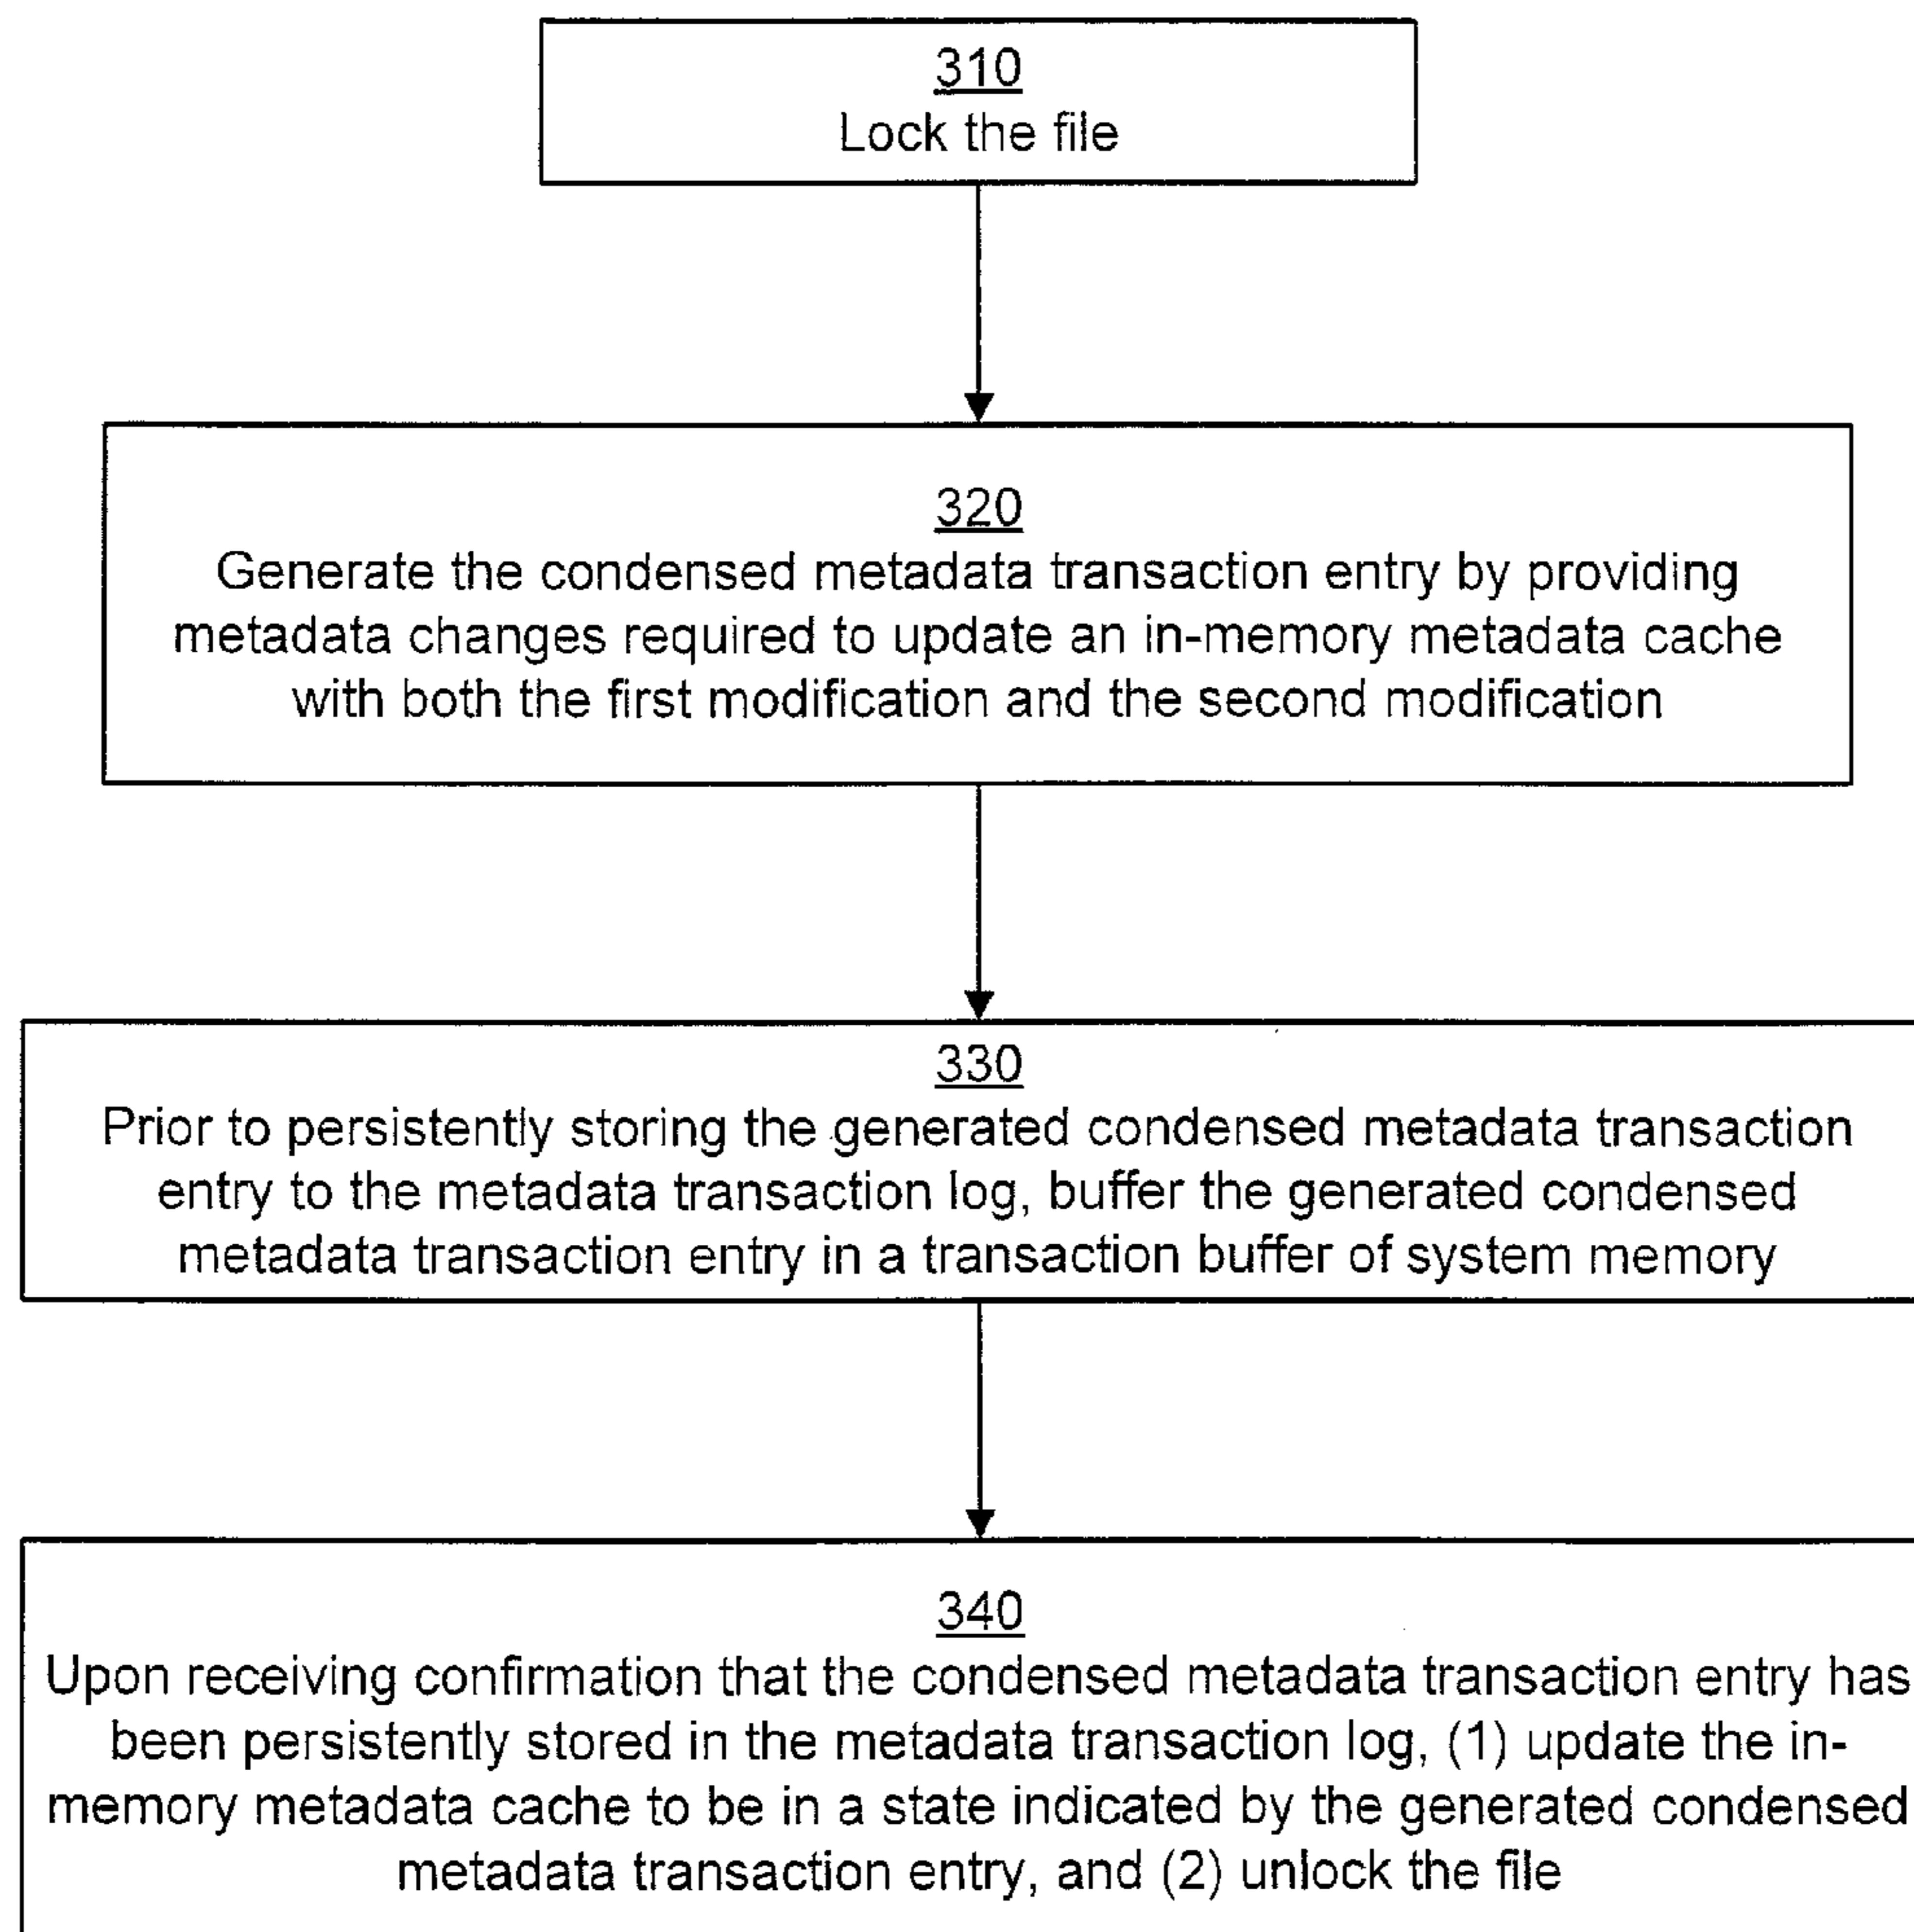 310
Lock the file
320
Generate the condensed metadata transaction entry by providing
metadata changes required to update an in-memory metadata cache
with both the first modification and the second modification
330
Prior to persistently storing the generated condensed metadata transaction
entry to the metadata transaction log, buffer the generated condensed
metadata transaction entry in a transaction buffer of system memory
340
Upon receiving confirmation that the condensed metadata transaction entry has
been persistently stored in the metadata transaction log, (1) update the in-
memory metadata cache to be in a state indicated by the generated condensed
metadata transaction entry, and (2) unlock the file